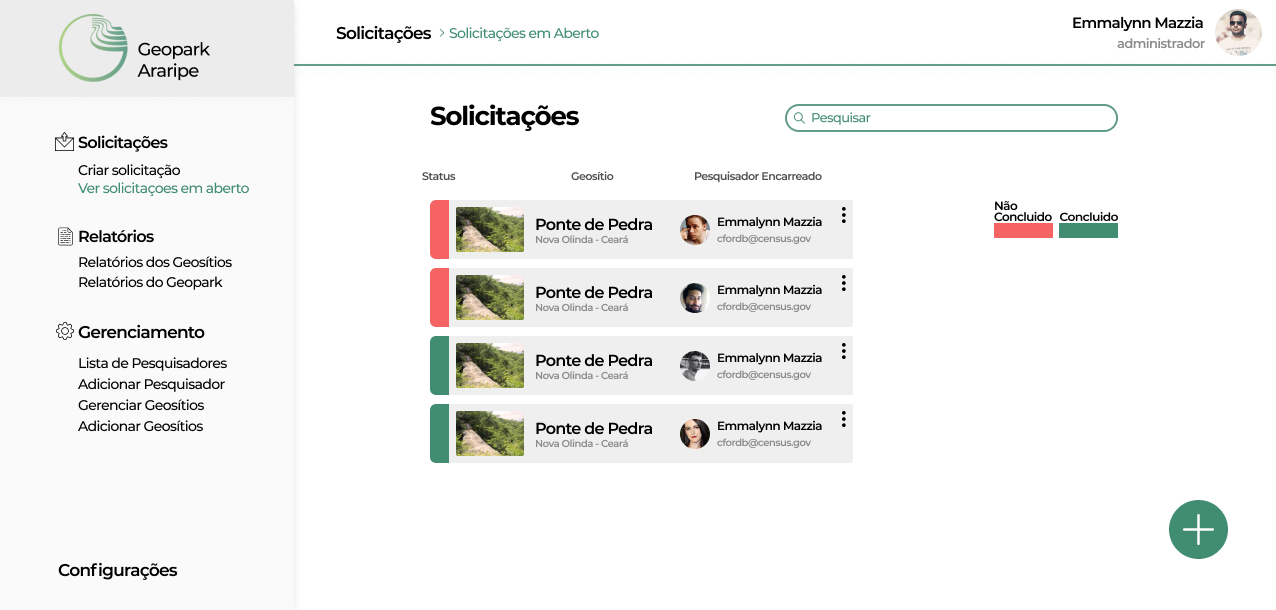 Geopark
Araripe
Solicitações
Criar solicitação
Ver solicitaçoes em aberto
Relatórios
Relatórios dos Geosítios
Relatórios do Geopark
Gerenciamento
Lista de Pesquisadores
Adicionar Pesquisador
Gerenciar Geosítios
Adicionar Geosítios
Configurações
Solicitações > Solicitações em Aberto
Emmalynn Mazzia
administrador
Solicitações
Pesquisar
Status Geosítio Pesquisador Encarreado
Ponte de Pedra
Nova Olinda - Ceará
Emmalynn Mazzia
cfordb@census.gov
Ponte de Pedra
Nova Olinda - Ceará
Emmalynn Mazzia
cfordb@census.gov
Ponte de Pedra
Nova Olinda - Ceará
Emmalynn Mazzia
cfordb@census.gov
Ponte de Pedra
Nova Olinda - Ceará
Emmalynn Mazzia
cfordb@census.gov
Não
Concluido
Concluido